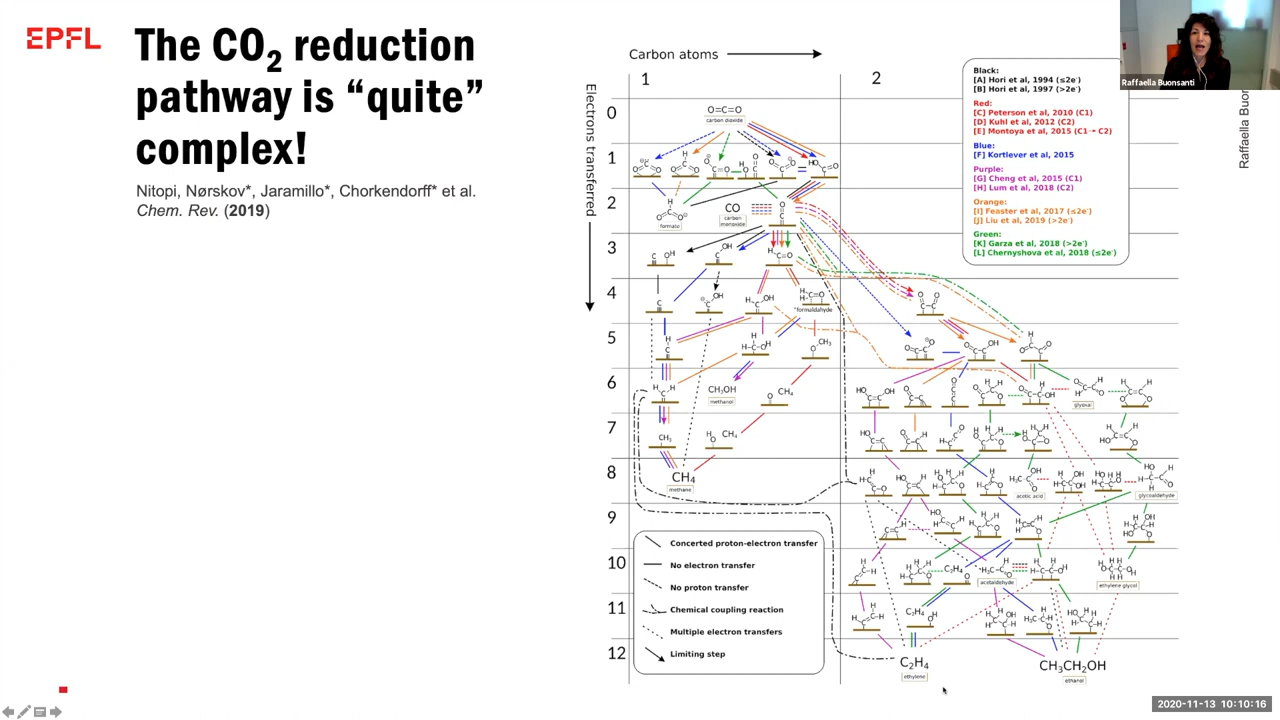 EPFL
The CO₂ reduction
pathway is “quite”
complex!
Nitopi, Nørskov*, Jaramillo*, Chorkendorff* et al.
Chem. Rev. (2019)
Raffaella Buonsanti
Raffaella Buon
Carbon atoms
1
2
Electrons transferred
0
1
2
3
4
5
6
7
8
9
10
11
12
Black:
[A] Hori et al, 1994 (≤2e⁻)
[B] Hori et al, 1997 (>2e⁻)
Red:
[C] Peterson et al, 2010 (C1)
[D] Kuhl et al, 2012 (C2)
[E] Montoya et al, 2015 (C1→C2)
Blue:
[F] Kortlever et al, 2015
Purple:
[G] Cheng et al, 2015 (C1)
[H] Lum et al, 2018 (C2)
Orange:
[I] Feaster et al, 2017 (≤2e⁻)
[J] Liu et al, 2019 (>2e⁻)
Green:
[K] Garza et al, 2018 (>2e⁻)
[L] Chernyshova et al, 2018 (≤2e⁻)
O=C=O
carbon dioxide
formate
CO
carbon
monoxide
formaldehyde
CH₃OH
methanol
CH₄
methane
glyoxal
acetic acid
glycoaldehyde
acetaldehyde
ethylene glycol
C₂H₄
ethylene
CH₃CH₂OH
ethanol
Concerted proton–electron transfer
No electron transfer
No proton transfer
Chemical coupling reaction
Multiple electron transfers
Limiting step
2020-11-13 10:10:16